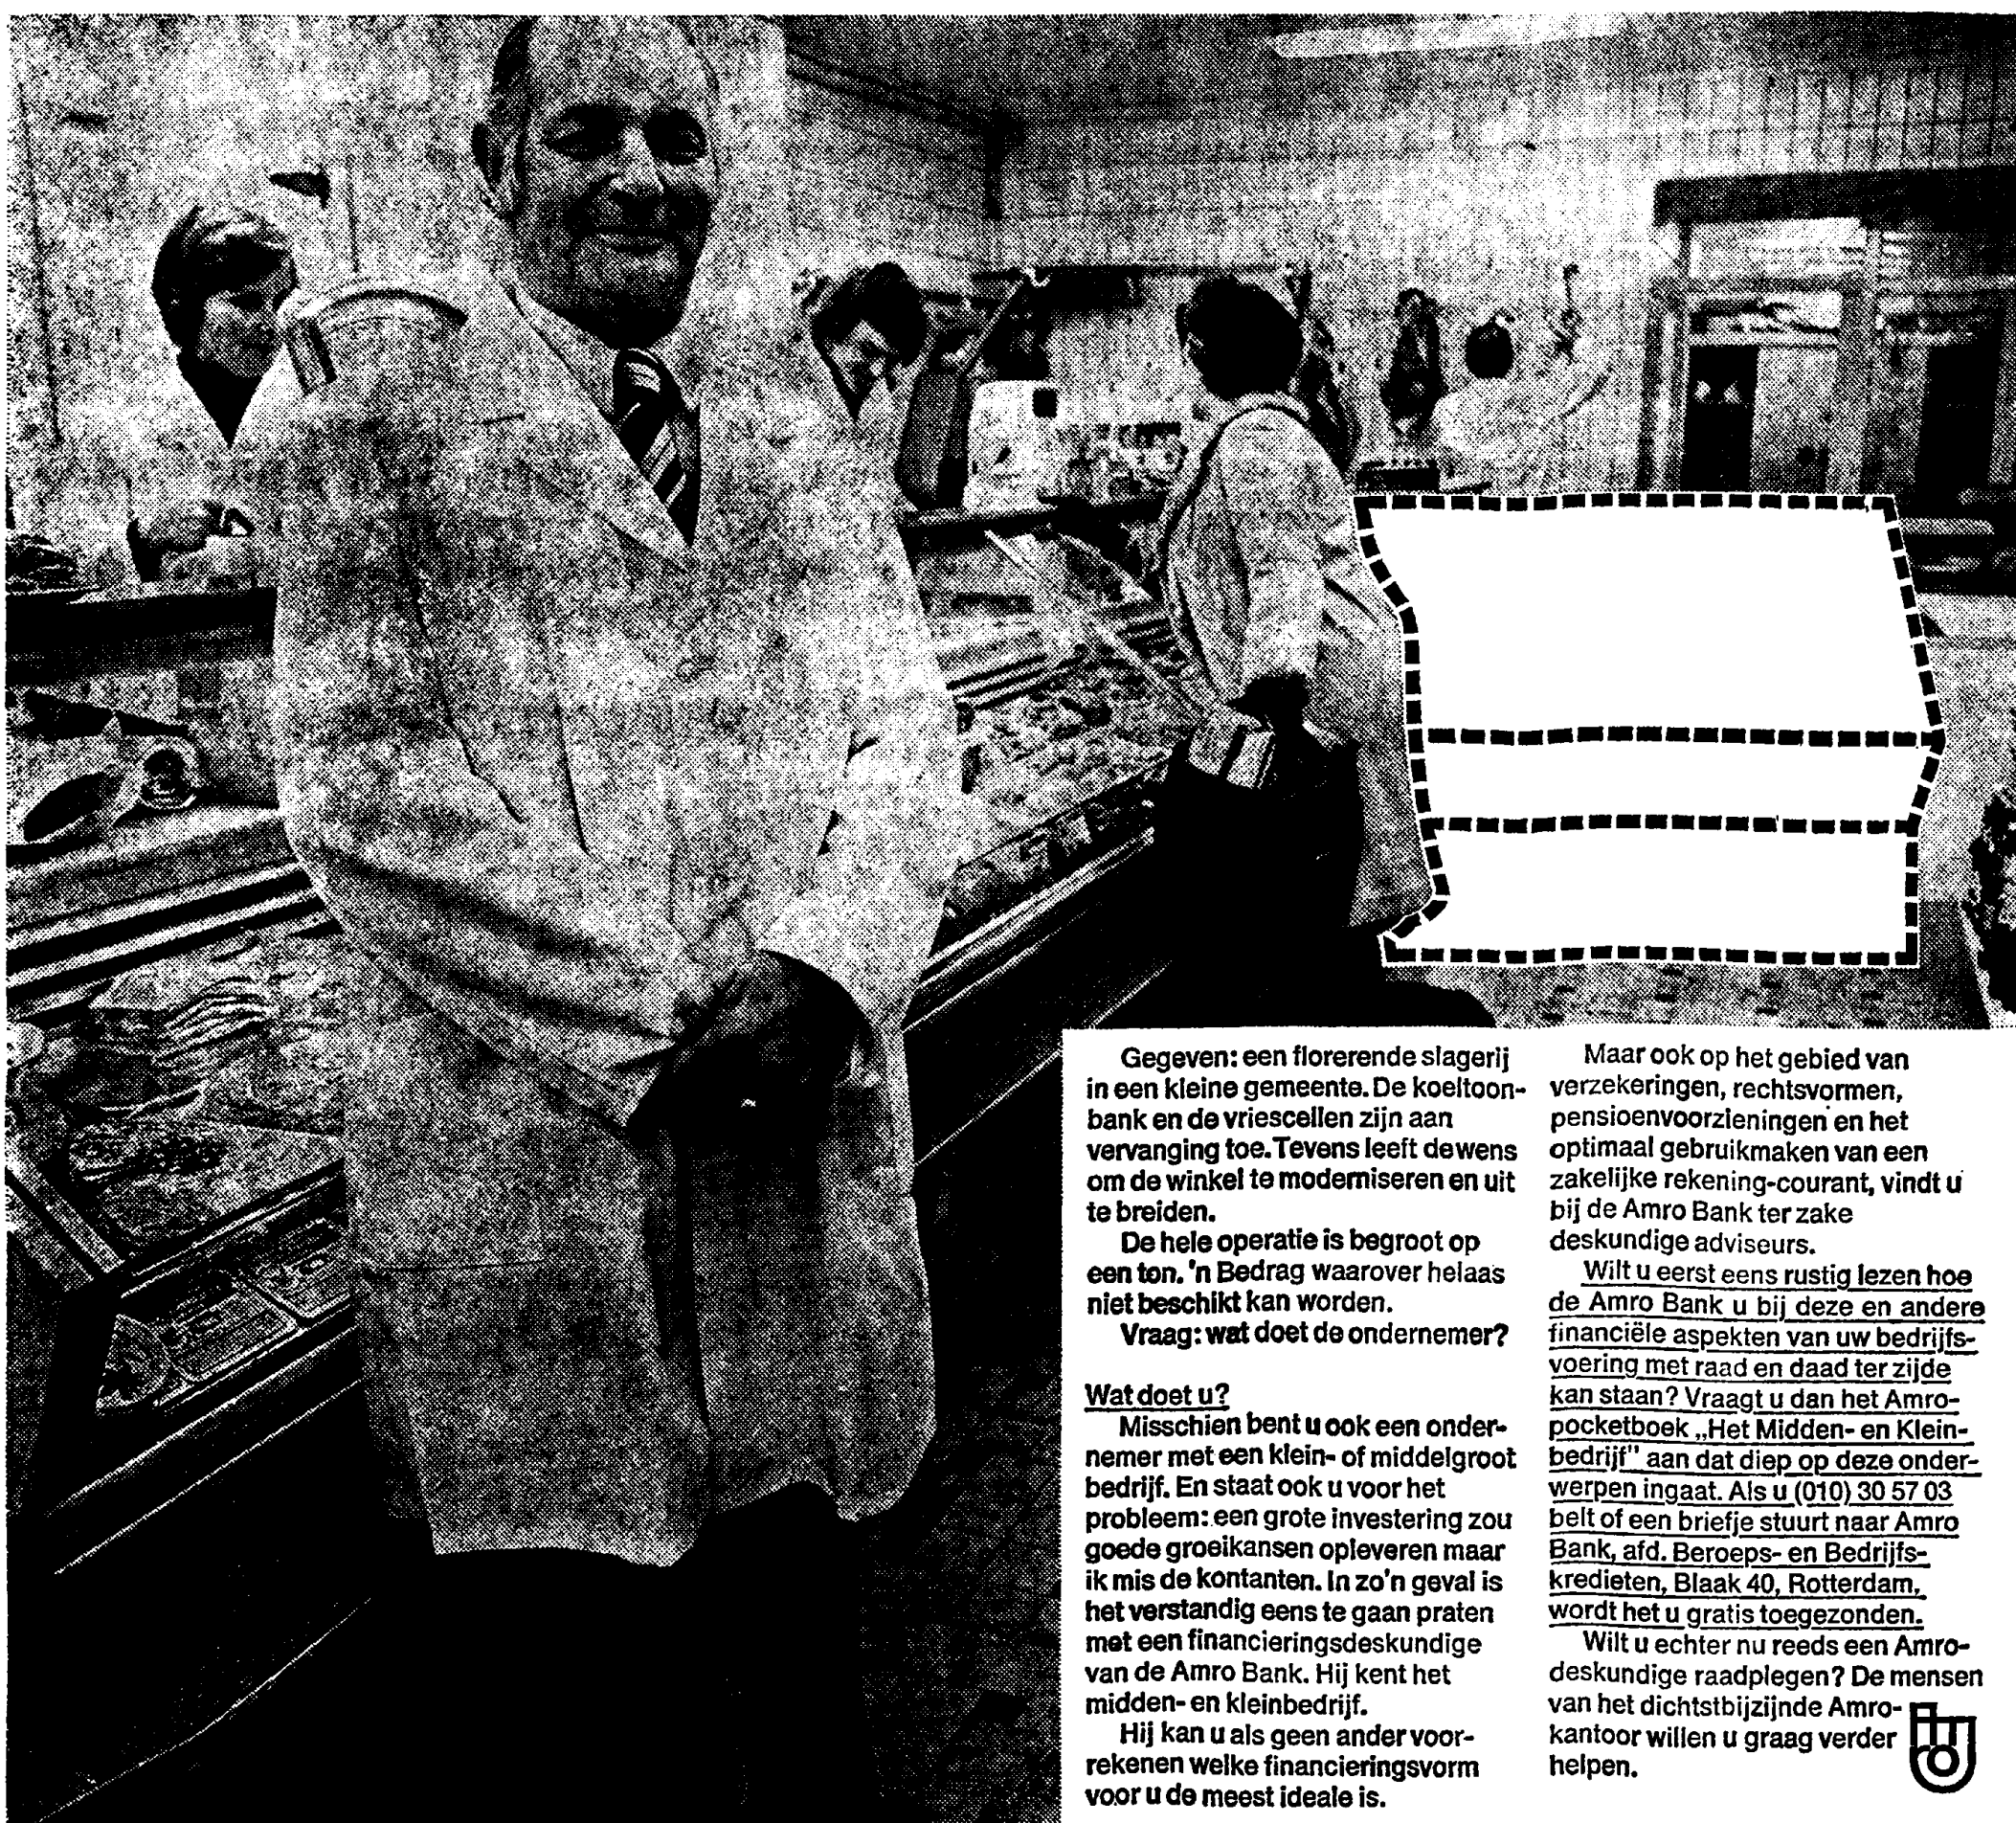 Gegeven: een florerende slagerij
in een kleine gemeente. De koeltoon-
bank en de vriescellen zijn aan
vervanging toe. Tevens leeft de wens
om de winkel te moderniseren en uit
te breiden.
De hele operatie is begroot op
een ton. 'n Bedrag waarover helaas
niet beschikt kan worden.
Vraag: wat doet de ondernemer?
Wat doet u?
Misschien bent u ook een onder-
nemer met een klein- of middelgroot
bedrijf. En staat ook u voor het
probleem: een grote investering zou
goede groeikansen opleveren maar
ik mis de kontanten. In zo'n geval is
het verstandig eens te gaan praten
met een financieringsdeskundige
van de Amro Bank. Hij kent het
midden- en kleinbedrijf.
Hij kan u als geen ander voor-
rekenen welke financieringsvorm
voor u de meest ideale is.
Maar ook op het gebied van
verzekeringen, rechtsvormen,
pensioenvoorzieningen en het
optimaal gebruikmaken van een
zakelijke rekening-courant, vindt u
bij de Amro Bank ter zake
deskundige adviseurs.
Wilt u eerst eens rustig lezen hoe
de Amro Bank u bij deze en andere
financiële aspekten van uw bedrijfs-
voering met raad en daad ter zijde
kan staan? Vraagt u dan het Amro-
pocketboek „Het Midden- en Klein-
bedrijf" aan dat diep op deze onder-
werpen ingaat. Als u (010) 30 57 03
belt of een briefje stuurt naar Amro
Bank, afd. Beroeps- en Bedrijfs-
kredieten, Blaak 40, Rotterdam,
wordt het u gratis toegezonden.
Wilt u echter nu reeds een Amro-
deskundige raadplegen? De mensen
van het dichtstbijzijnde Amro-
kantoor willen u graag verder
helpen.